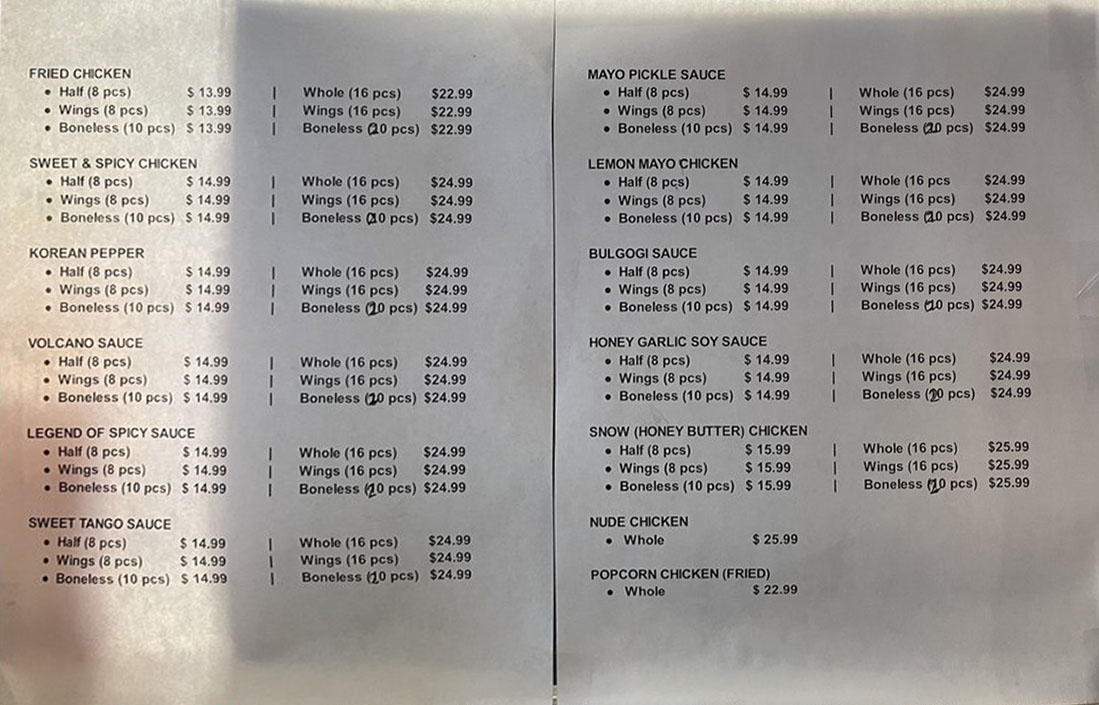 FRIED CHICKEN
• Half (8 pcs) $ 13.99 | Whole (16 pcs) $22.99
• Wings (8 pcs) $ 13.99 | Wings (16 pcs) $22.99
• Boneless (10 pcs) $ 13.99 | Boneless (20 pcs) $22.99
SWEET & SPICY CHICKEN
• Half (8 pcs) $ 14.99 | Whole (16 pcs) $24.99
• Wings (8 pcs) $ 14.99 | Wings (16 pcs) $24.99
• Boneless (10 pcs) $ 14.99 | Boneless (20 pcs) $24.99
KOREAN PEPPER
• Half (8 pcs) $ 14.99 | Whole (16 pcs) $24.99
• Wings (8 pcs) $ 14.99 | Wings (16 pcs) $24.99
• Boneless (10 pcs) $ 14.99 | Boneless (20 pcs) $24.99
VOLCANO SAUCE
• Half (8 pcs) $ 14.99 | Whole (16 pcs) $24.99
• Wings (8 pcs) $ 14.99 | Wings (16 pcs) $24.99
• Boneless (10 pcs) $ 14.99 | Boneless (20 pcs) $24.99
LEGEND OF SPICY SAUCE
• Half (8 pcs) $ 14.99 | Whole (16 pcs) $24.99
• Wings (8 pcs) $ 14.99 | Wings (16 pcs) $24.99
• Boneless (10 pcs) $ 14.99 | Boneless (20 pcs) $24.99
SWEET TANGO SAUCE
• Half (8 pcs) $ 14.99 | Whole (16 pcs) $24.99
• Wings (8 pcs) $ 14.99 | Wings (16 pcs) $24.99
• Boneless (10 pcs) $ 14.99 | Boneless (20 pcs) $24.99
MAYO PICKLE SAUCE
• Half (8 pcs) $ 14.99 | Whole (16 pcs) $24.99
• Wings (8 pcs) $ 14.99 | Wings (16 pcs) $24.99
• Boneless (10 pcs) $ 14.99 | Boneless (20 pcs) $24.99
LEMON MAYO CHICKEN
• Half (8 pcs) $ 14.99 | Whole (16 pcs $24.99
• Wings (8 pcs) $ 14.99 | Wings (16 pcs) $24.99
• Boneless (10 pcs) $ 14.99 | Boneless (20 pcs) $24.99
BULGOGI SAUCE
• Half (8 pcs) $ 14.99 | Whole (16 pcs) $24.99
• Wings (8 pcs) $ 14.99 | Wings (16 pcs) $24.99
• Boneless (10 pcs) $ 14.99 | Boneless (20 pcs) $24.99
HONEY GARLIC SOY SAUCE
• Half (8 pcs) $ 14.99 | Whole (16 pcs) $24.99
• Wings (8 pcs) $ 14.99 | Wings (16 pcs) $24.99
• Boneless (10 pcs) $ 14.99 | Boneless (20 pcs) $24.99
SNOW (HONEY BUTTER) CHICKEN
• Half (8 pcs) $ 15.99 | Whole (16 pcs) $25.99
• Wings (8 pcs) $ 15.99 | Wings (16 pcs) $25.99
• Boneless (10 pcs) $ 15.99 | Boneless (20 pcs) $25.99
NUDE CHICKEN
• Whole $ 25.99
POPCORN CHICKEN (FRIED)
• Whole $ 22.99